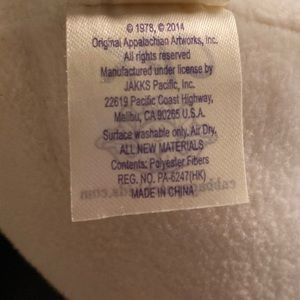 © 1978, © 2014
Original Appalachian Artworks, Inc.
All rights reserved
Manufactured under license by
JAKKS Pacific, Inc.
22619 Pacific Coast Highway,
Malibu, CA 90265 U.S.A.
Surface washable only. Air Dry.
ALL NEW MATERIALS
Contents: Polyester Fibers
REG. NO. PA-6247(HK)
MADE IN CHINA